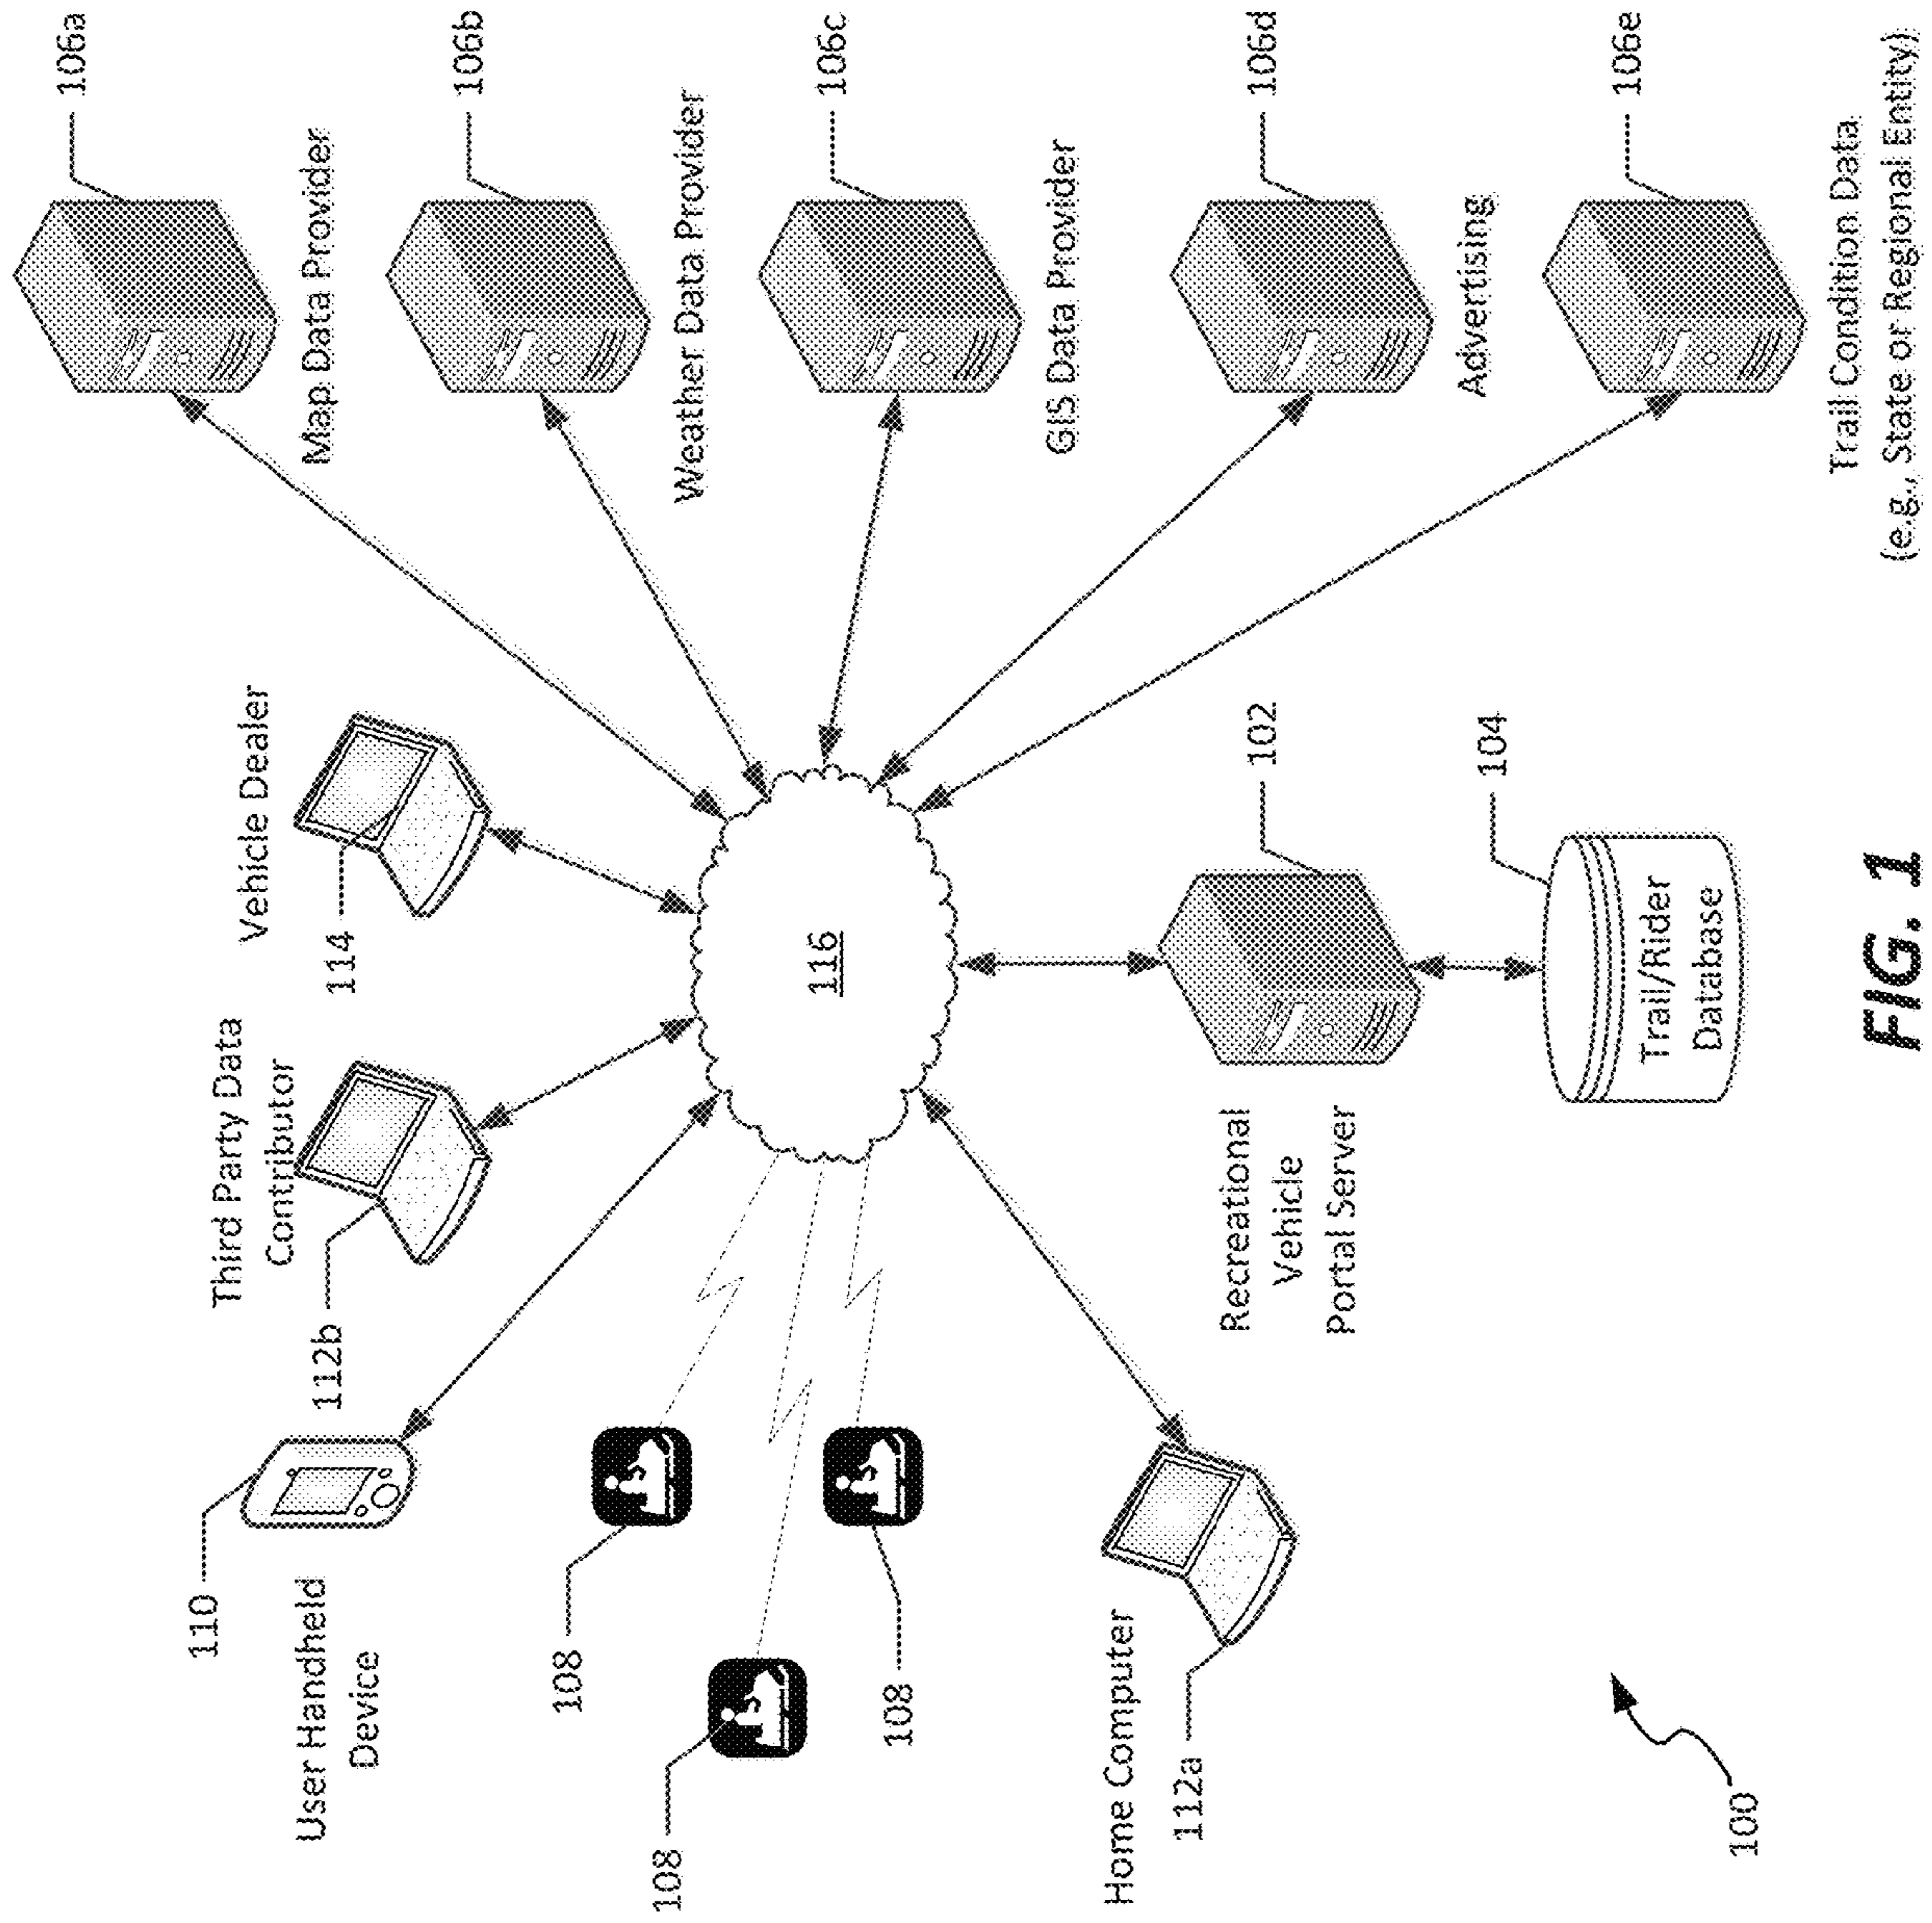 110
User Handheld
Device
Third Party Data
Contributor
112b
Vehicle Dealer
114
106a
Map Data Provider
106b
Weather Data Provider
106c
GIS Data Provider
106d
Advertising
106e
Trail Condition Data
(e.g., State or Regional Entity)
108
108
108
116
Home Computer
112a
Recreational
Vehicle
Portal Server
102
104
Trail/Rider
Database
100
FIG. 1